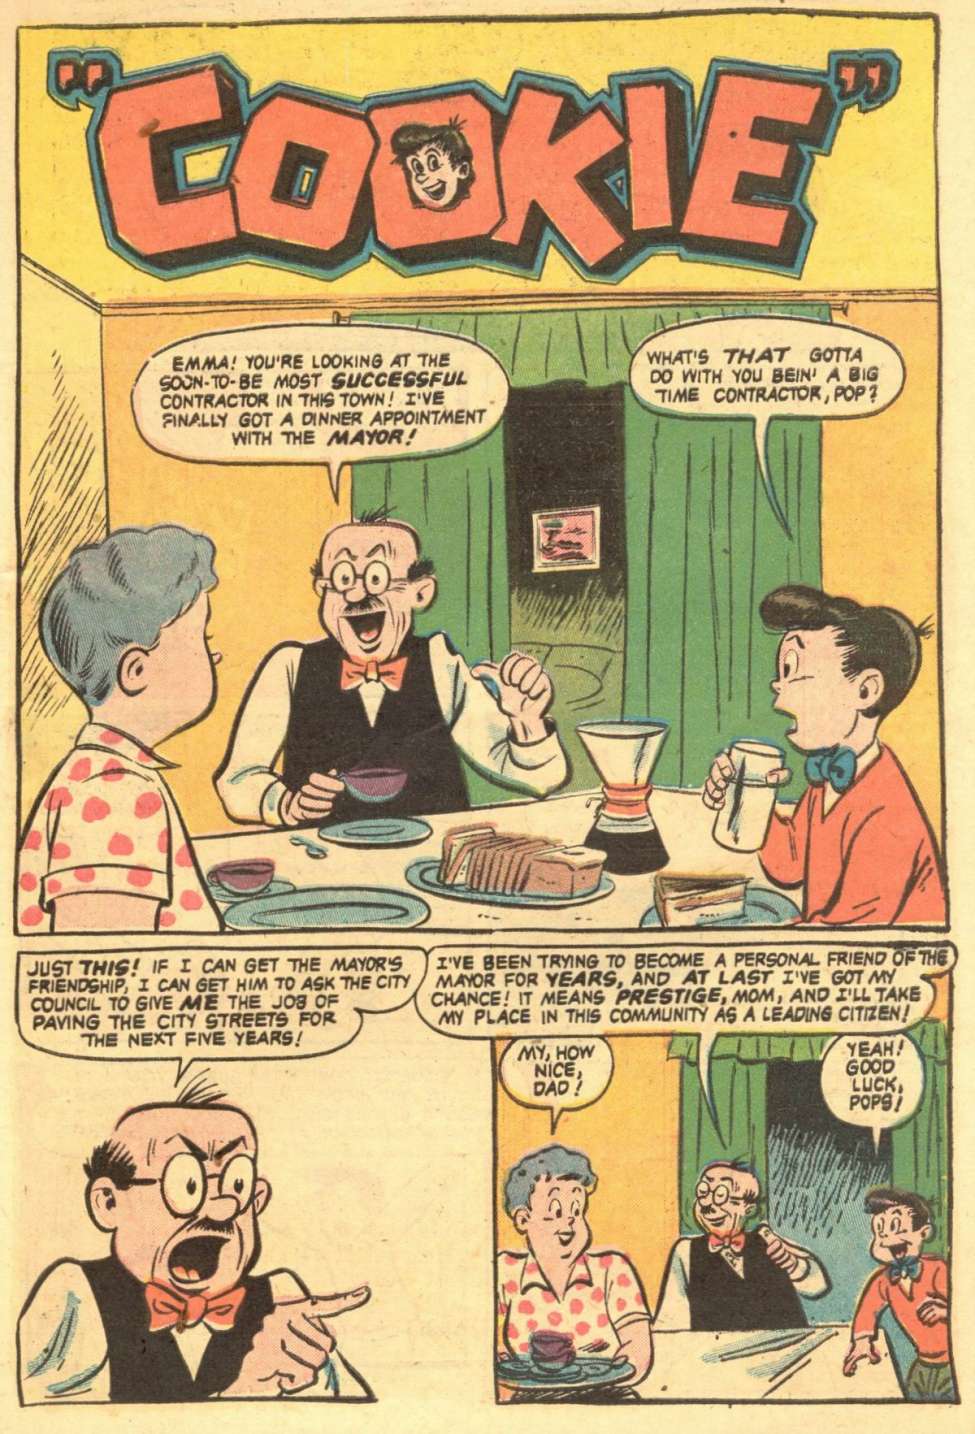 "COOKIE"
EMMA! YOU'RE LOOKING AT THE
SOON-TO-BE MOST SUCCESSFUL
CONTRACTOR IN THIS TOWN! I'VE
FINALLY GOT A DINNER APPOINTMENT
WITH THE MAYOR!
WHAT'S THAT GOTTA
DO WITH YOU BEIN' A BIG
TIME CONTRACTOR, POP?
JUST THIS! IF I CAN GET THE MAYOR'S
FRIENDSHIP, I CAN GET HIM TO ASK THE CITY
COUNCIL TO GIVE ME THE JOB OF
PAVING THE CITY STREETS FOR
THE NEXT FIVE YEARS!
I'VE BEEN TRYING TO BECOME A PERSONAL FRIEND OF THE
MAYOR FOR YEARS, AND AT LAST I'VE GOT MY
CHANCE! IT MEANS PRESTIGE, MOM, AND I'LL TAKE
MY PLACE IN THIS COMMUNITY AS A LEADING CITIZEN!
MY, HOW
NICE,
DAD!
YEAH!
GOOD
LUCK,
POPS!